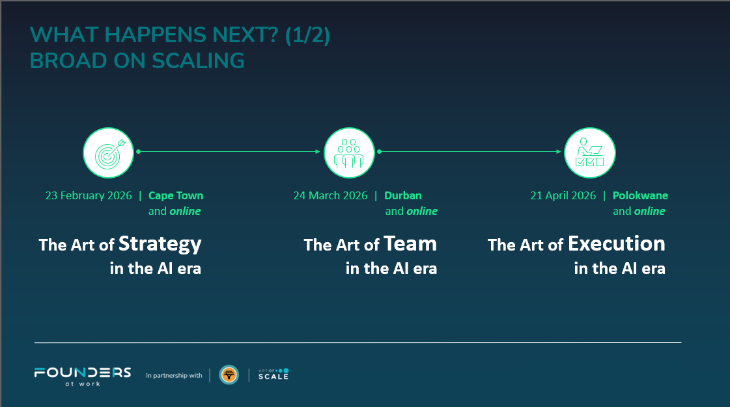 WHAT HAPPENS NEXT? (1/2)
BROAD ON SCALING
23 February 2026 | Cape Town
and online
The Art of Strategy
in the AI era
24 March 2026 | Durban
and online
The Art of Team
in the AI era
21 April 2026 | Polokwane
and online
The Art of Execution
in the AI era
FOUNDERS
at work
In partnership with
SCALE